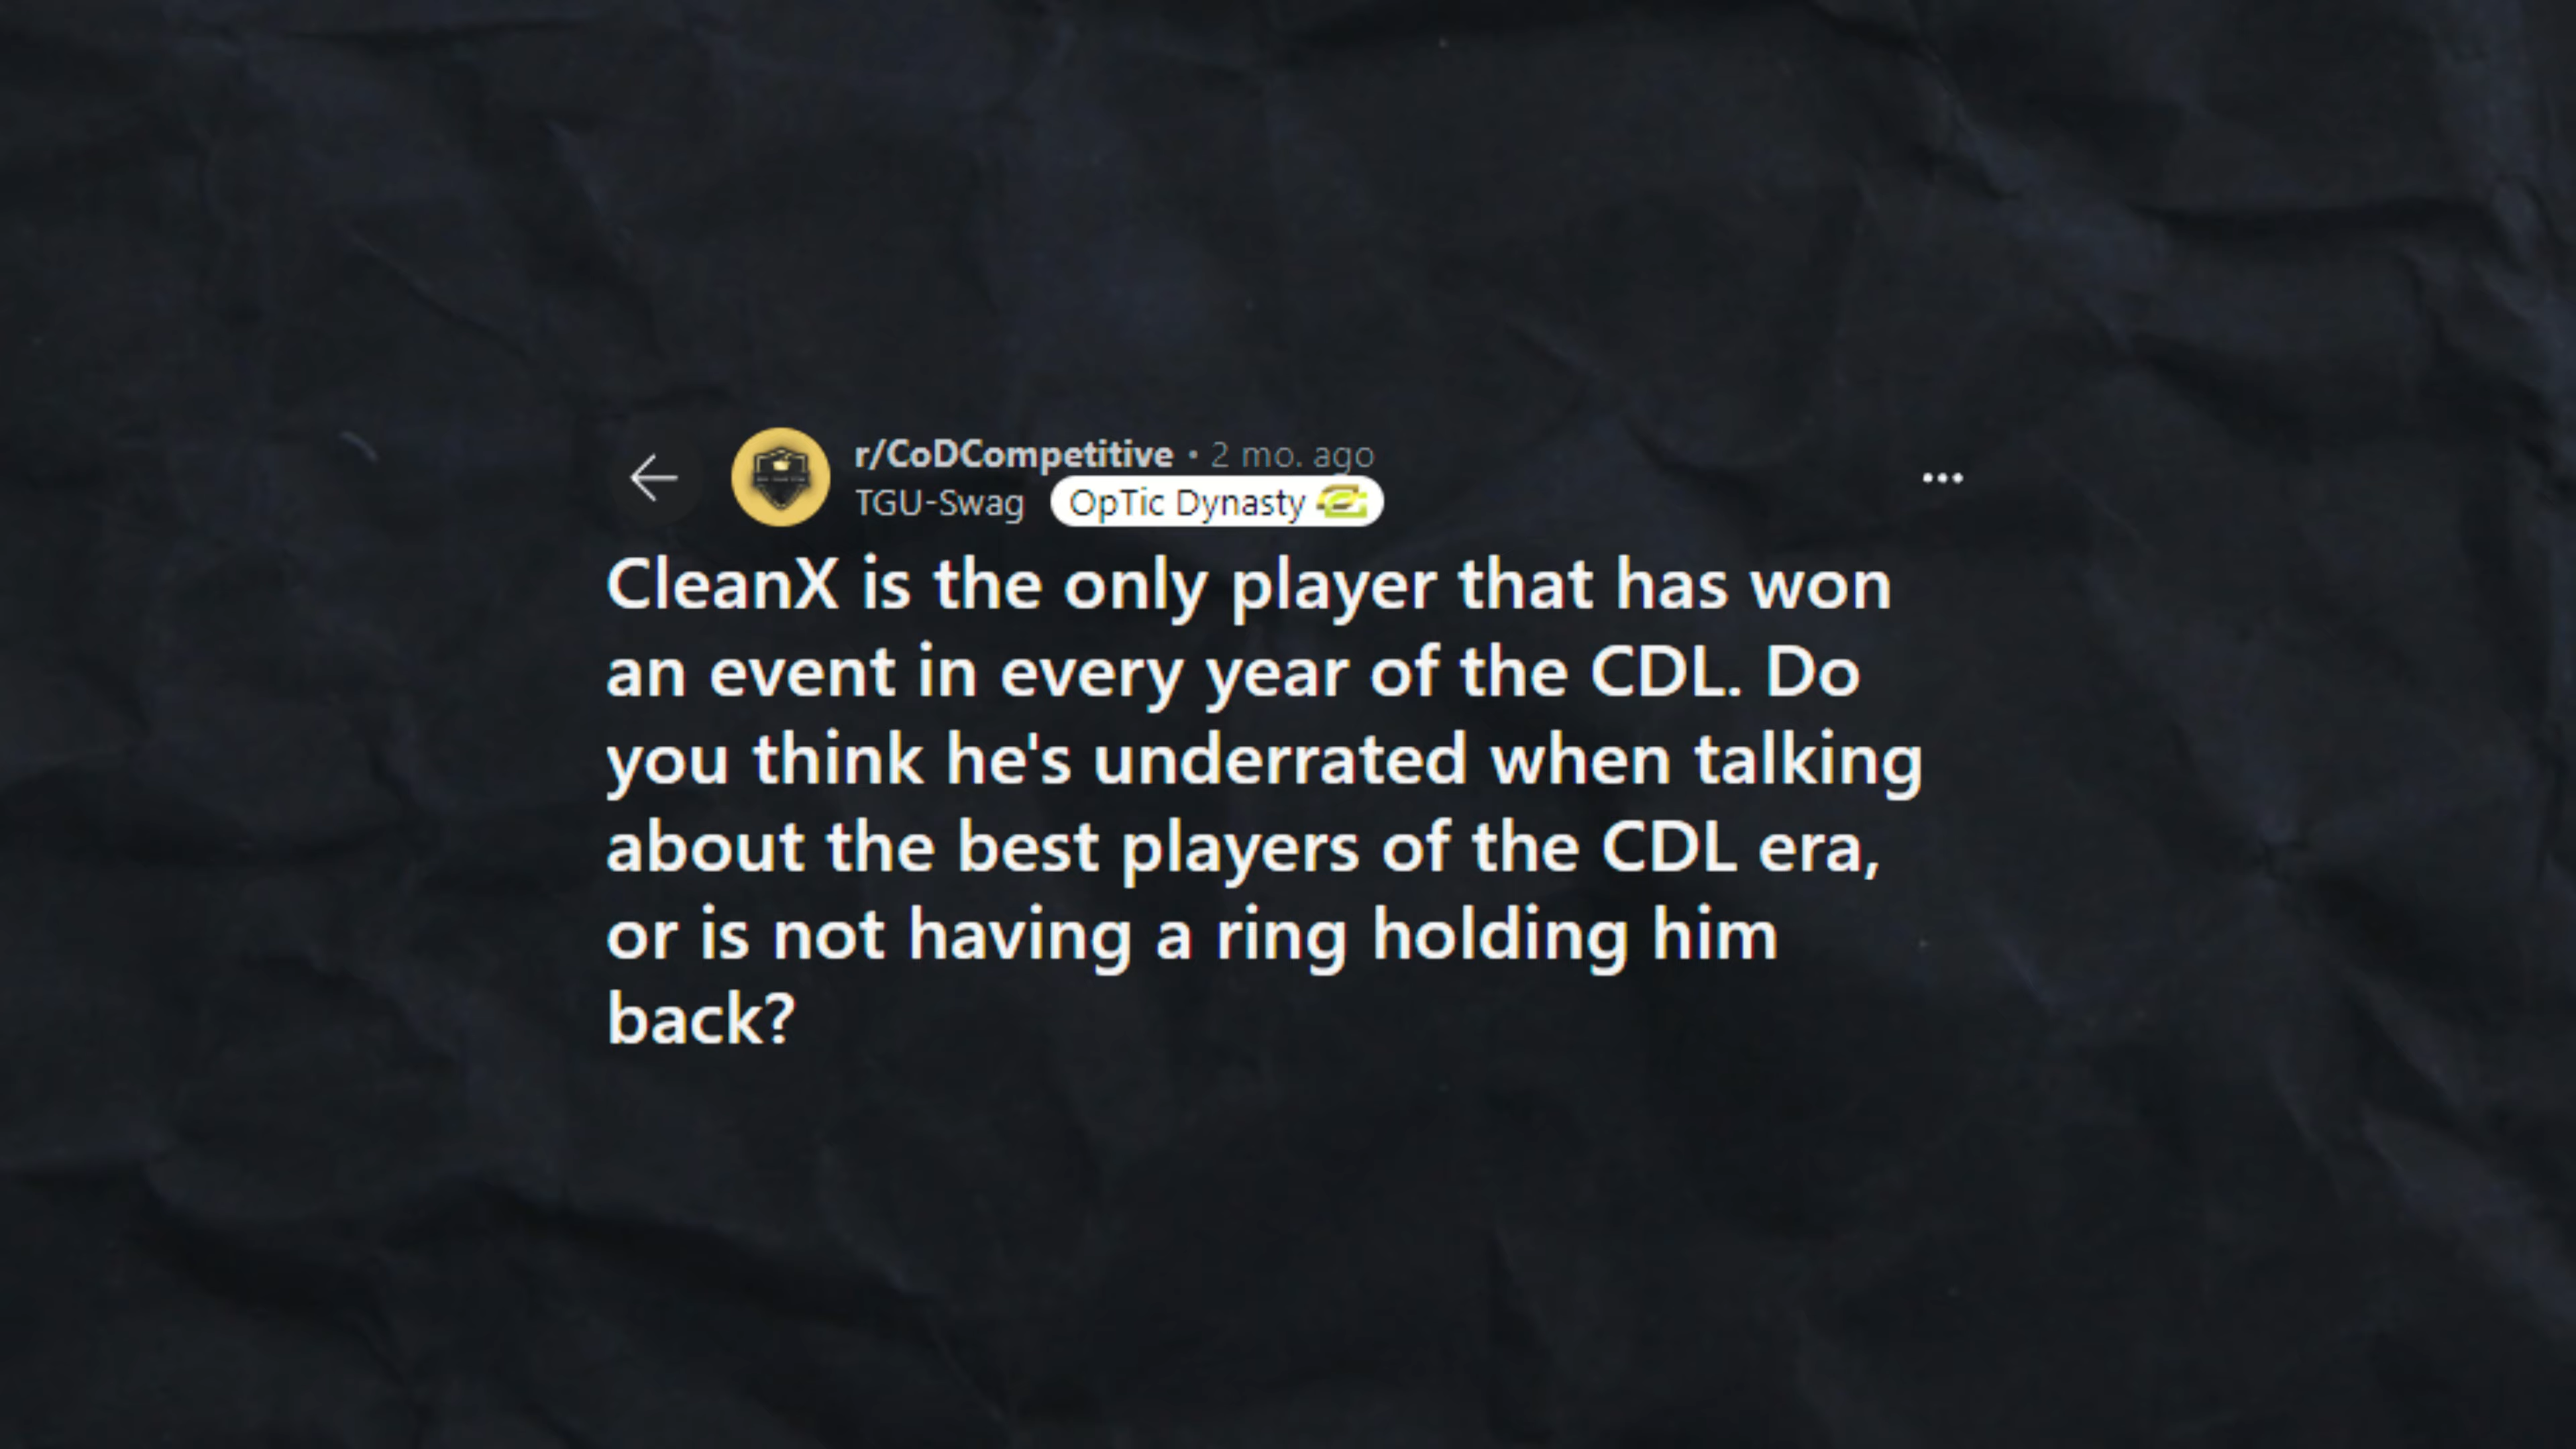 r/CoDCompetitive • 2 mo. ago
TGU-Swag OpTic Dynasty
CleanX is the only player that has won
an event in every year of the CDL. Do
you think he's underrated when talking
about the best players of the CDL era,
or is not having a ring holding him
back?